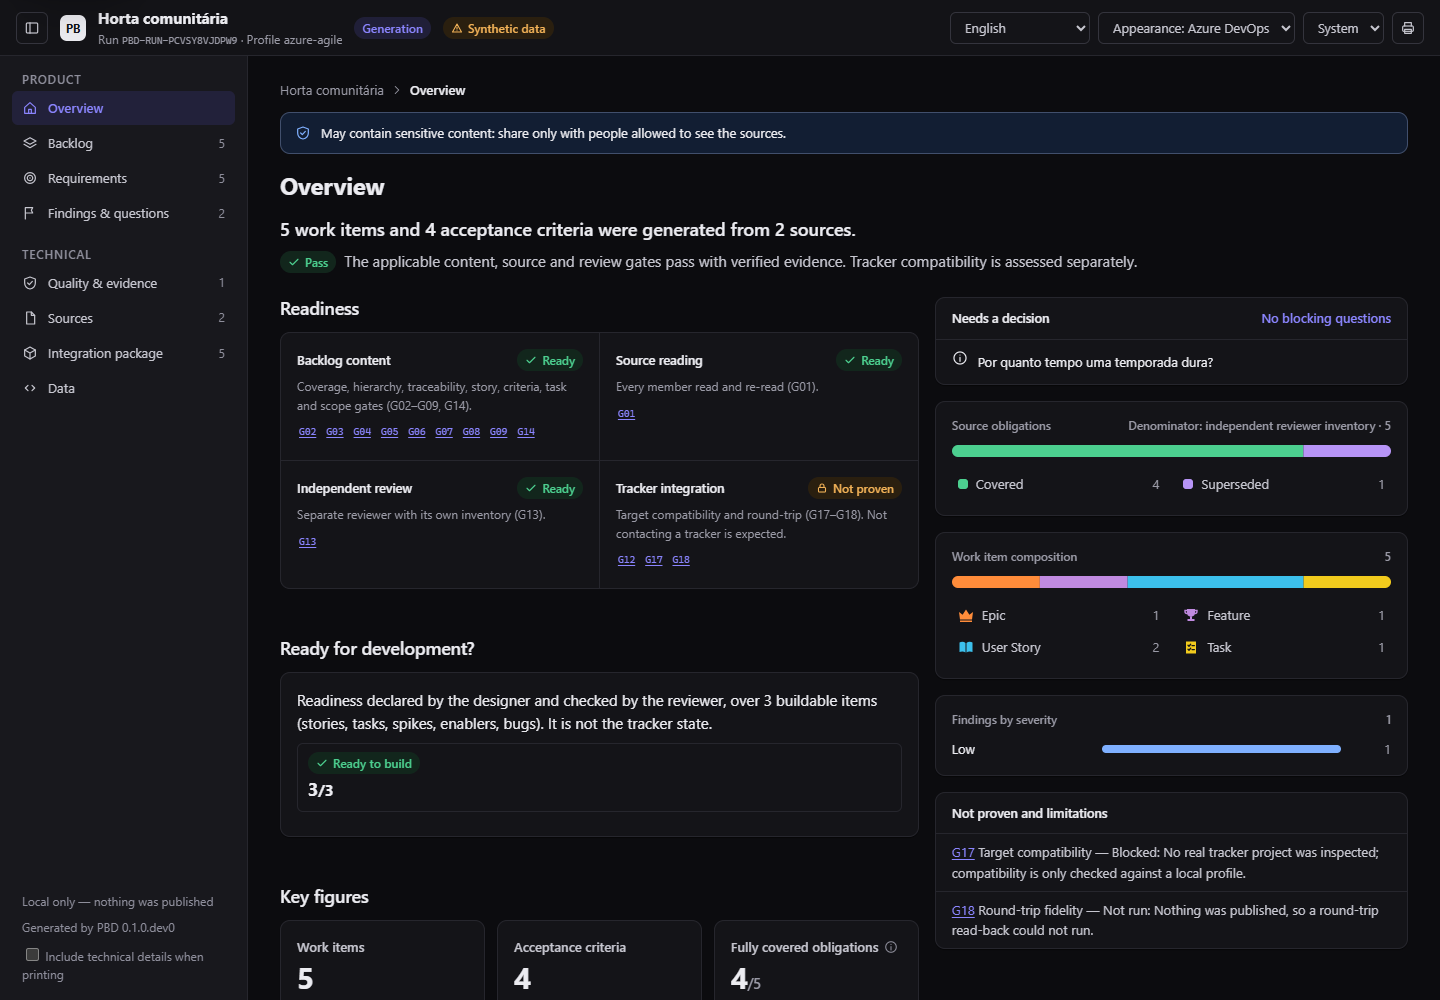 PB
Horta comunitária
Run PBD-RUN-PCVSY8VJDPW9 · Profile azure-agile
Generation
Synthetic data
English
Appearance: Azure DevOps
System
PRODUCT
Overview
Backlog 5
Requirements 5
Findings & questions 2
TECHNICAL
Quality & evidence 1
Sources 2
Integration package 5
Data
Local only — nothing was published
Generated by PBD 0.1.0.dev0
Include technical details when
printing
Horta comunitária > Overview
May contain sensitive content: share only with people allowed to see the sources.
Overview
5 work items and 4 acceptance criteria were generated from 2 sources.
Pass The applicable content, source and review gates pass with verified evidence. Tracker compatibility is assessed separately.
Readiness
Backlog content Ready
Coverage, hierarchy, traceability, story, criteria, task
and scope gates (G02–G09, G14).
G02 G03 G04 G05 G06 G07 G08 G09 G14
Source reading Ready
Every member read and re-read (G01).
G01
Independent review Ready
Separate reviewer with its own inventory (G13).
G13
Tracker integration Not proven
Target compatibility and round-trip (G17–G18). Not
contacting a tracker is expected.
G12 G17 G18
Ready for development?
Readiness declared by the designer and checked by the reviewer, over 3 buildable items
(stories, tasks, spikes, enablers, bugs). It is not the tracker state.
Ready to build
3/3
Key figures
Work items
5
Acceptance criteria
4
Fully covered obligations
4/5
Needs a decision No blocking questions
Por quanto tempo uma temporada dura?
Source obligations Denominator: independent reviewer inventory · 5
Covered 4 Superseded 1
Work item composition 5
Epic 1 Feature 1
User Story 2 Task 1
Findings by severity 1
Low 1
Not proven and limitations
G17 Target compatibility — Blocked: No real tracker project was inspected;
compatibility is only checked against a local profile.
G18 Round-trip fidelity — Not run: Nothing was published, so a round-trip
read-back could not run.